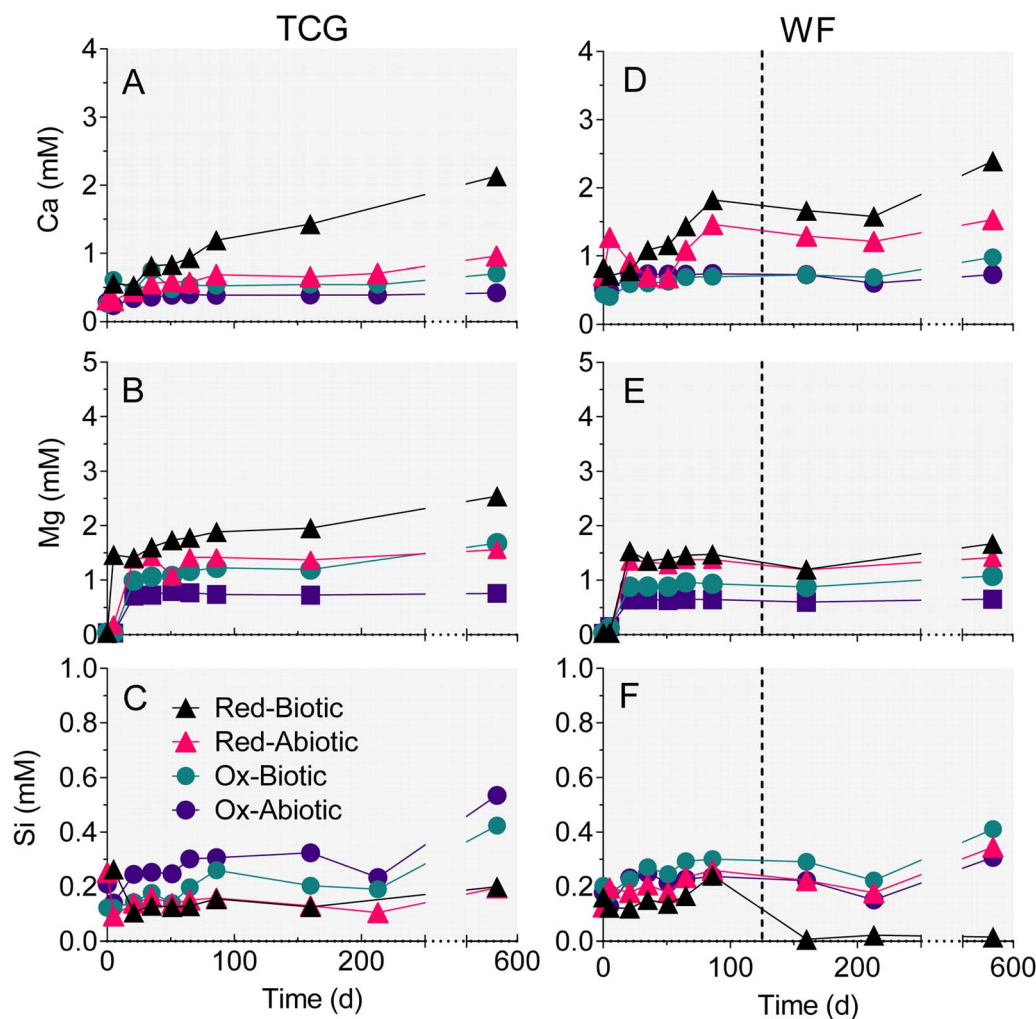 TCG
WF
A
Ca (mM)
4
3
2
1
0
D
4
3
2
1
0
B
Mg (mM)
5
4
3
2
1
0
E
5
4
3
2
1
0
C
Si (mM)
1.0
0.8
0.6
0.4
0.2
0.0
Red-Biotic
Red-Abiotic
Ox-Biotic
Ox-Abiotic
0 100 200 600
Time (d)
F
1.0
0.8
0.6
0.4
0.2
0.0
0 100 200 600
Time (d)